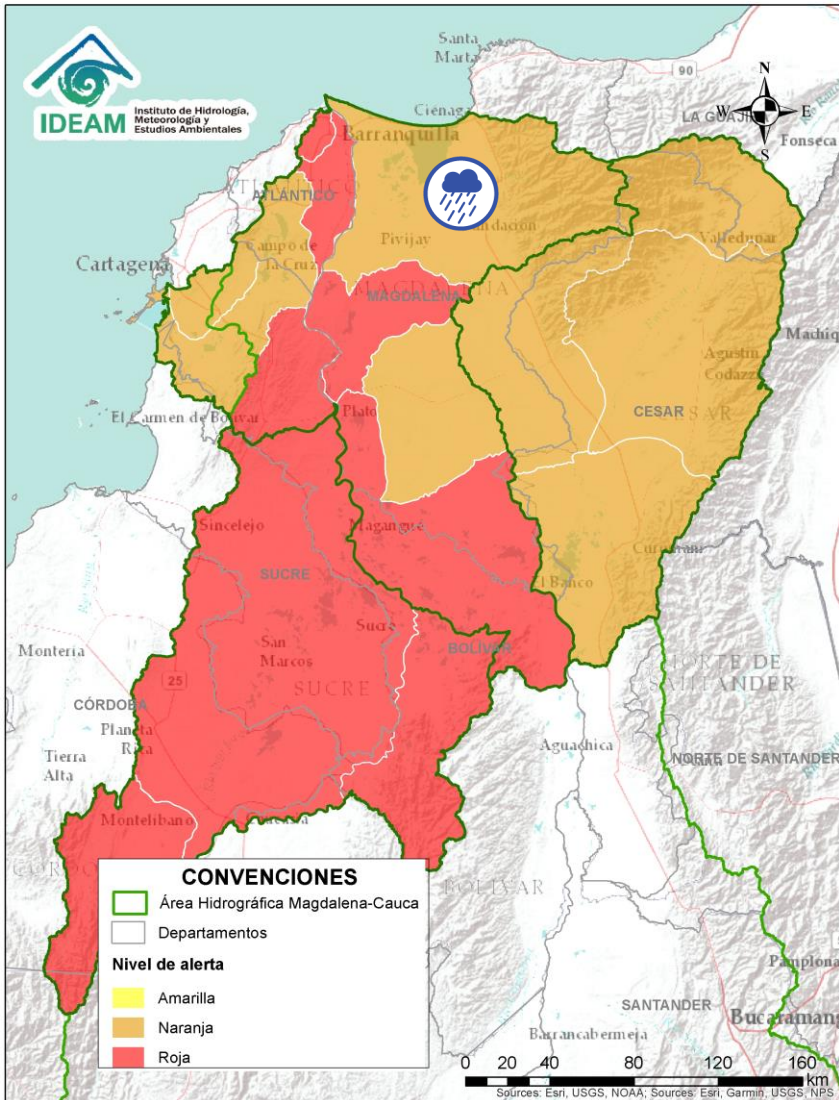 IDEAM
Instituto de Hidrología,
Meteorología y
Estudios Ambientales
Santa
Marta
90
N
W
E
S
LA GUAJI
Ciénaga
Fonseca
Barranquilla
ATLÁNTICO
Pivijay
Valledupar
Campo de
la Cruz
Cartagena
MAGDALENA
Agustín
Codazzi
El Carmen de Bolívar
Plato
CESAR
Sincelejo
Magangué
SUCRE
El Banco
San
Marcos
Sucre
BOLÍVAR
Montería
SUCRE
25
NORTE DE
SANTANDER
CÓRDOBA
Planeta
Rica
Aguachica
Tierra
Alta
NORTE DE SANTANDER
Montelíbano
BOLÍVAR
Pamplona
SANTANDER
Bucaramang
Barrancabermeja
CONVENCIONES
Área Hidrográfica Magdalena-Cauca
Departamentos
Nivel de alerta
Amarilla
Naranja
Roja
0 20 40 80 120 160
km
Sources: Esri, USGS, NOAA; Sources: Esri, Garmin, USGS, NPS